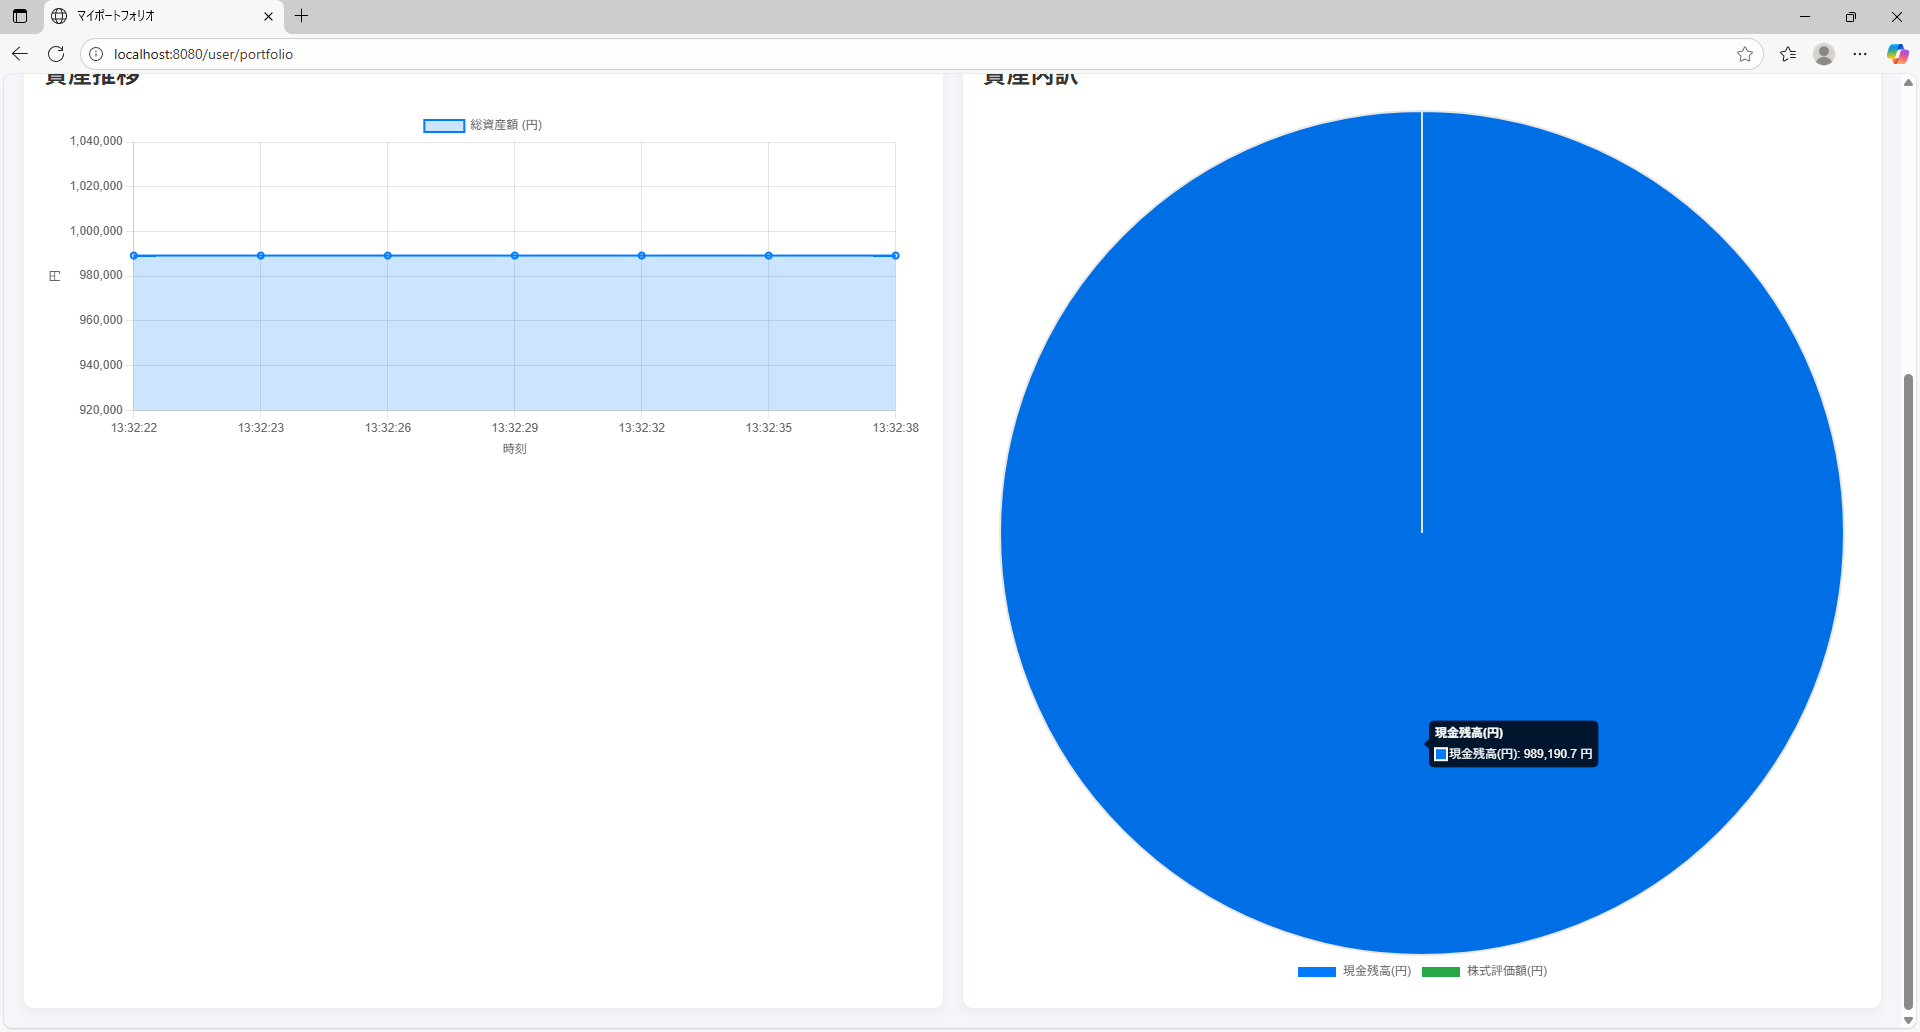 マイポートフォリオ
localhost:8080/user/portfolio
資産推移
総資産額 (円)
1,040,000
1,020,000
1,000,000
980,000
960,000
940,000
920,000
円
13:32:22
13:32:23
13:32:26
13:32:29
13:32:32
13:32:35
13:32:38
時刻
資産内訳
現金残高(円)
現金残高(円): 989,190.7 円
現金残高(円)
株式評価額(円)